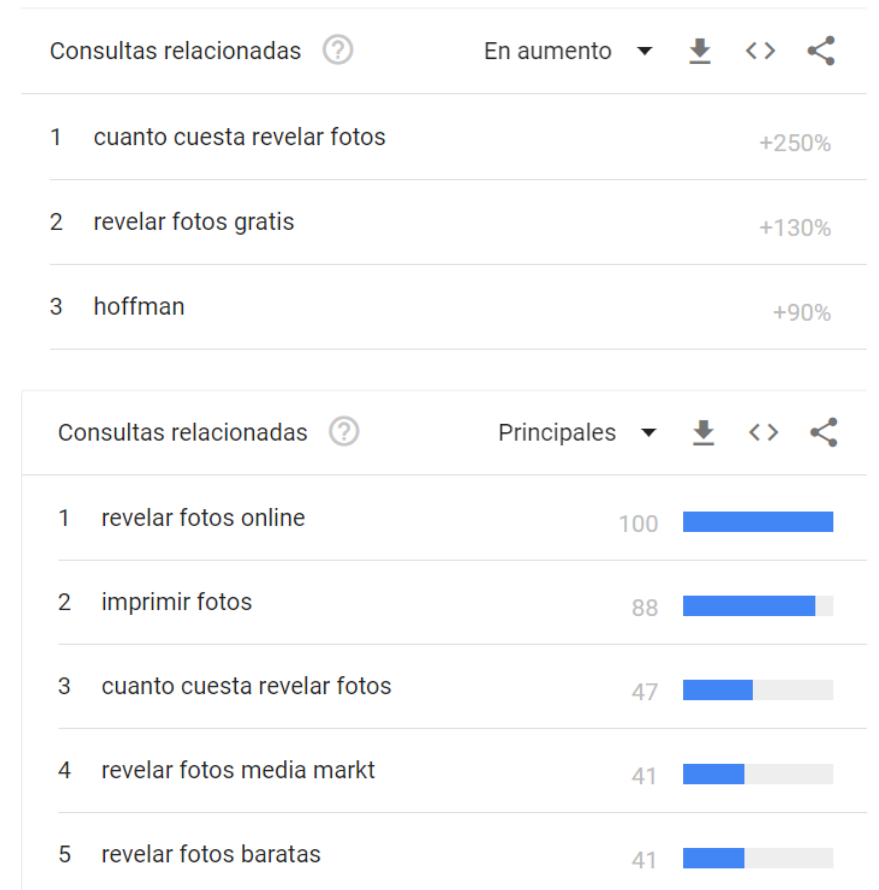 Consultas relacionadas ? En aumento < >
1 cuanto cuesta revelar fotos +250%
2 revelar fotos gratis +130%
3 hoffman +90%
Consultas relacionadas ? Principales < >
1 revelar fotos online 100
2 imprimir fotos 88
3 cuanto cuesta revelar fotos 47
4 revelar fotos media markt 41
5 revelar fotos baratas 41